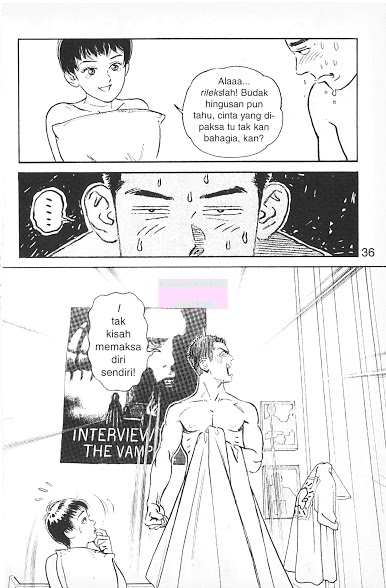 Alaaa...
rilekslah! Budak
hingusan pun
tahu, cinta yang di-
paksa tu tak kan
bahagia, kan?
....
36
I
tak
kisah
memaksa
diri
sendiri!
INTERVIEW
THE VAMP